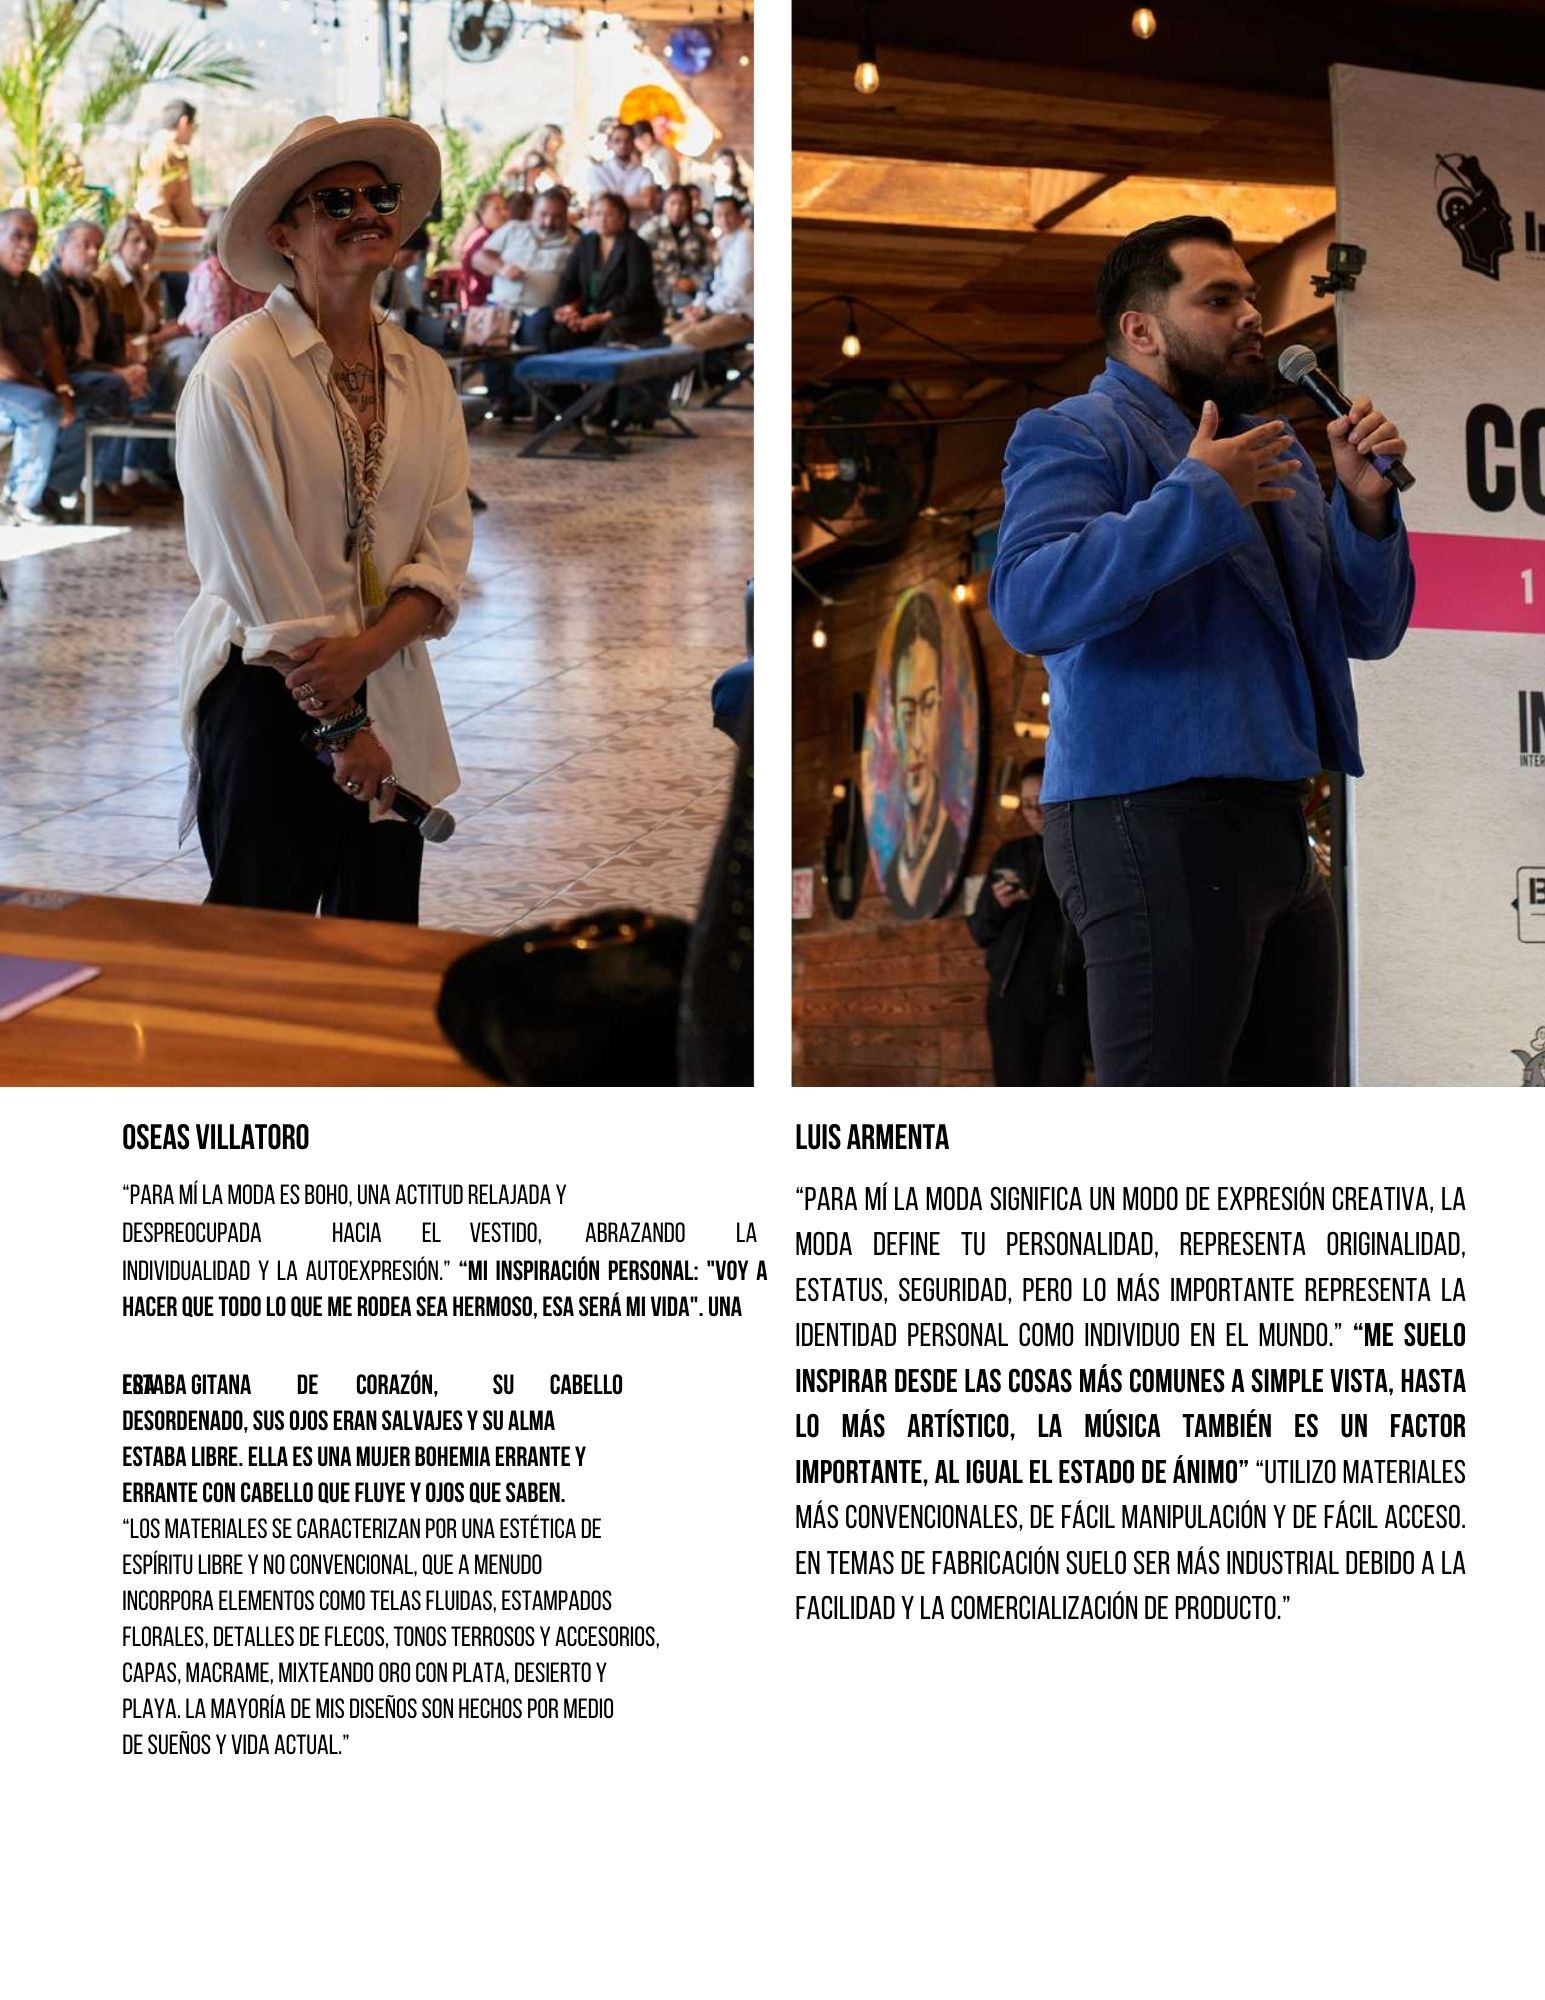 CO
1
IN
INTER
B
OSEAS VILLATORO
“PARA MÍ LA MODA ES BOHO, UNA ACTITUD RELAJADA Y
DESPREOCUPADA HACIA EL VESTIDO, ABRAZANDO LA
INDIVIDUALIDAD Y LA AUTOEXPRESIÓN.” “MI INSPIRACIÓN PERSONAL: "VOY A
HACER QUE TODO LO QUE ME RODEA SEA HERMOSO, ESA SERÁ MI VIDA". UNA
GITANA DE CORAZÓN, SU CABELLO
DESORDENADO, SUS OJOS ERAN SALVAJES Y SU ALMA
ESTABA LIBRE. ELLA ES UNA MUJER BOHEMIA ERRANTE Y
ERRANTE CON CABELLO QUE FLUYE Y OJOS QUE SABEN.
“LOS MATERIALES SE CARACTERIZAN POR UNA ESTÉTICA DE
ESPÍRITU LIBRE Y NO CONVENCIONAL, QUE A MENUDO
INCORPORA ELEMENTOS COMO TELAS FLUIDAS, ESTAMPADOS
FLORALES, DETALLES DE FLECOS, TONOS TERROSOS Y ACCESORIOS,
CAPAS, MACRAME, MIXTEANDO ORO CON PLATA, DESIERTO Y
PLAYA. LA MAYORÍA DE MIS DISEÑOS SON HECHOS POR MEDIO
DE SUEÑOS Y VIDA ACTUAL.”
LUIS ARMENTA
“PARA MÍ LA MODA SIGNIFICA UN MODO DE EXPRESIÓN CREATIVA, LA
MODA DEFINE TU PERSONALIDAD, REPRESENTA ORIGINALIDAD,
ESTATUS, SEGURIDAD, PERO LO MÁS IMPORTANTE REPRESENTA LA
IDENTIDAD PERSONAL COMO INDIVIDUO EN EL MUNDO.” “ME SUELO
INSPIRAR DESDE LAS COSAS MÁS COMUNES A SIMPLE VISTA, HASTA
LO MÁS ARTÍSTICO, LA MÚSICA TAMBIÉN ES UN FACTOR
IMPORTANTE, AL IGUAL EL ESTADO DE ÁNIMO” “UTILIZO MATERIALES
MÁS CONVENCIONALES, DE FÁCIL MANIPULACIÓN Y DE FÁCIL ACCESO.
EN TEMAS DE FABRICACIÓN SUELO SER MÁS INDUSTRIAL DEBIDO A LA
FACILIDAD Y LA COMERCIALIZACIÓN DE PRODUCTO.”